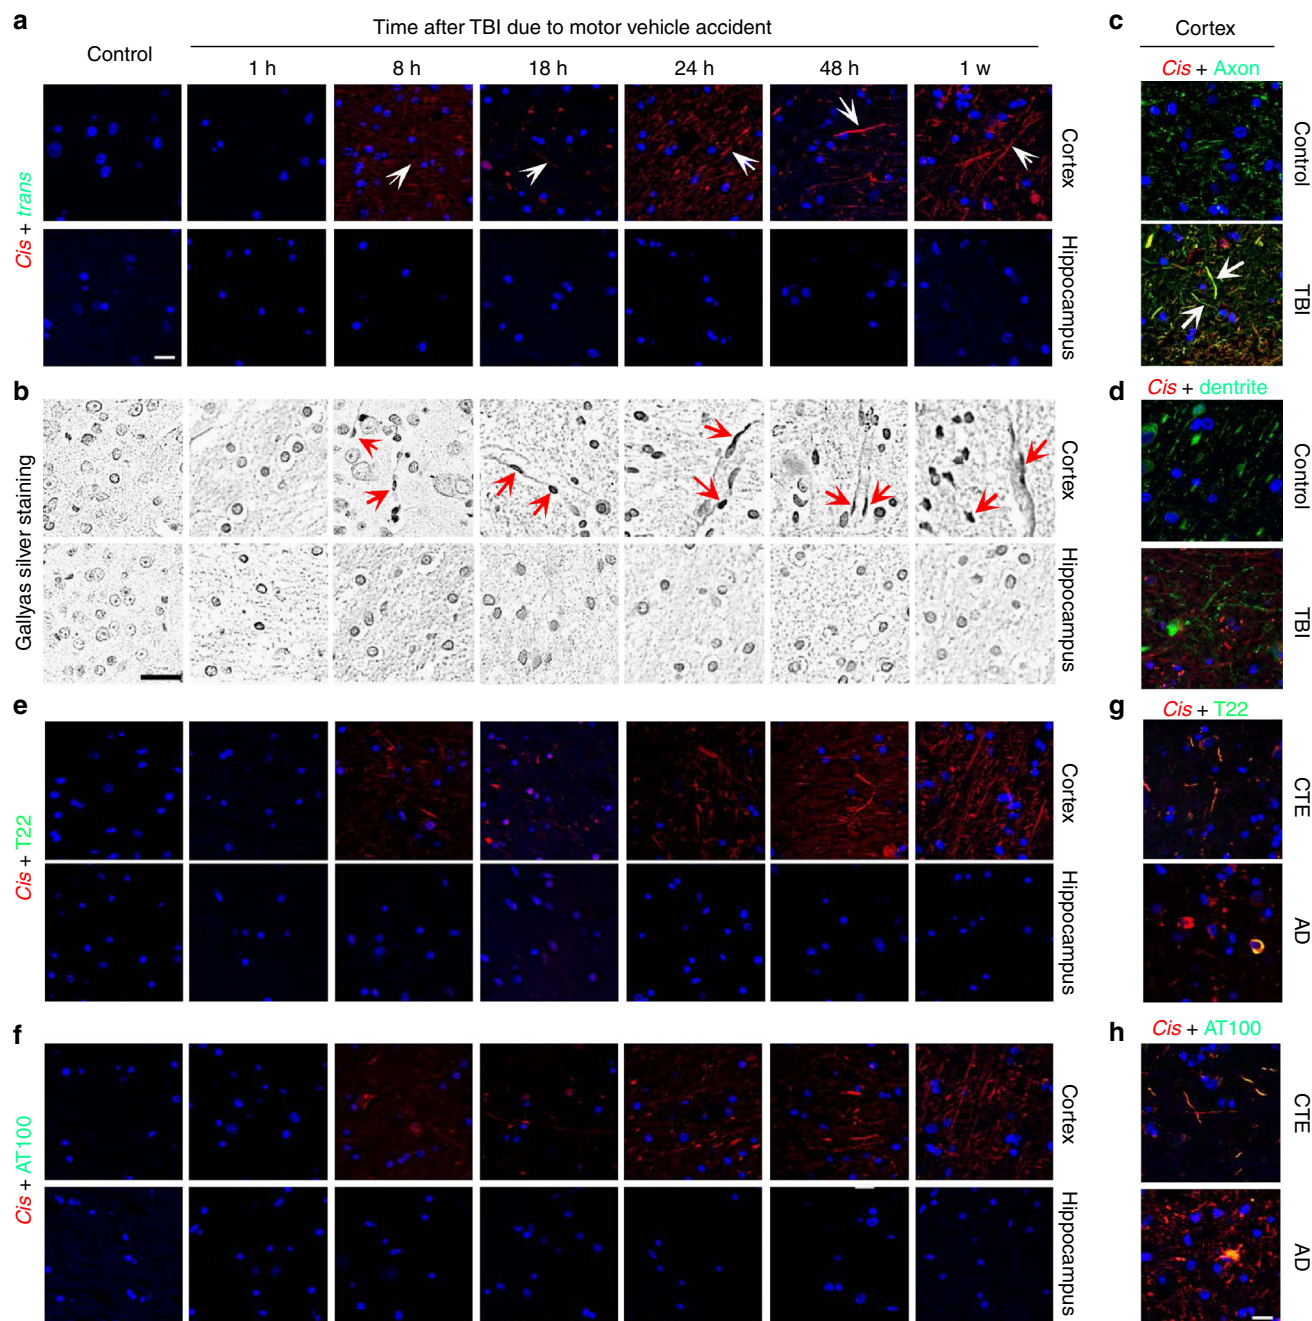 a
Time after TBI due to motor vehicle accident
Control
1 h
8 h
18 h
24 h
48 h
1 w
Cis + trans
Cortex
Hippocampus
b
Gallyas silver staining
Cortex
Hippocampus
e
Cis + T22
Cortex
Hippocampus
f
Cis + AT100
Cortex
Hippocampus
c
Cortex
Cis + Axon
Control
TBI
d
Cis + dentrite
Control
TBI
g
Cis + T22
CTE
AD
h
Cis + AT100
CTE
AD